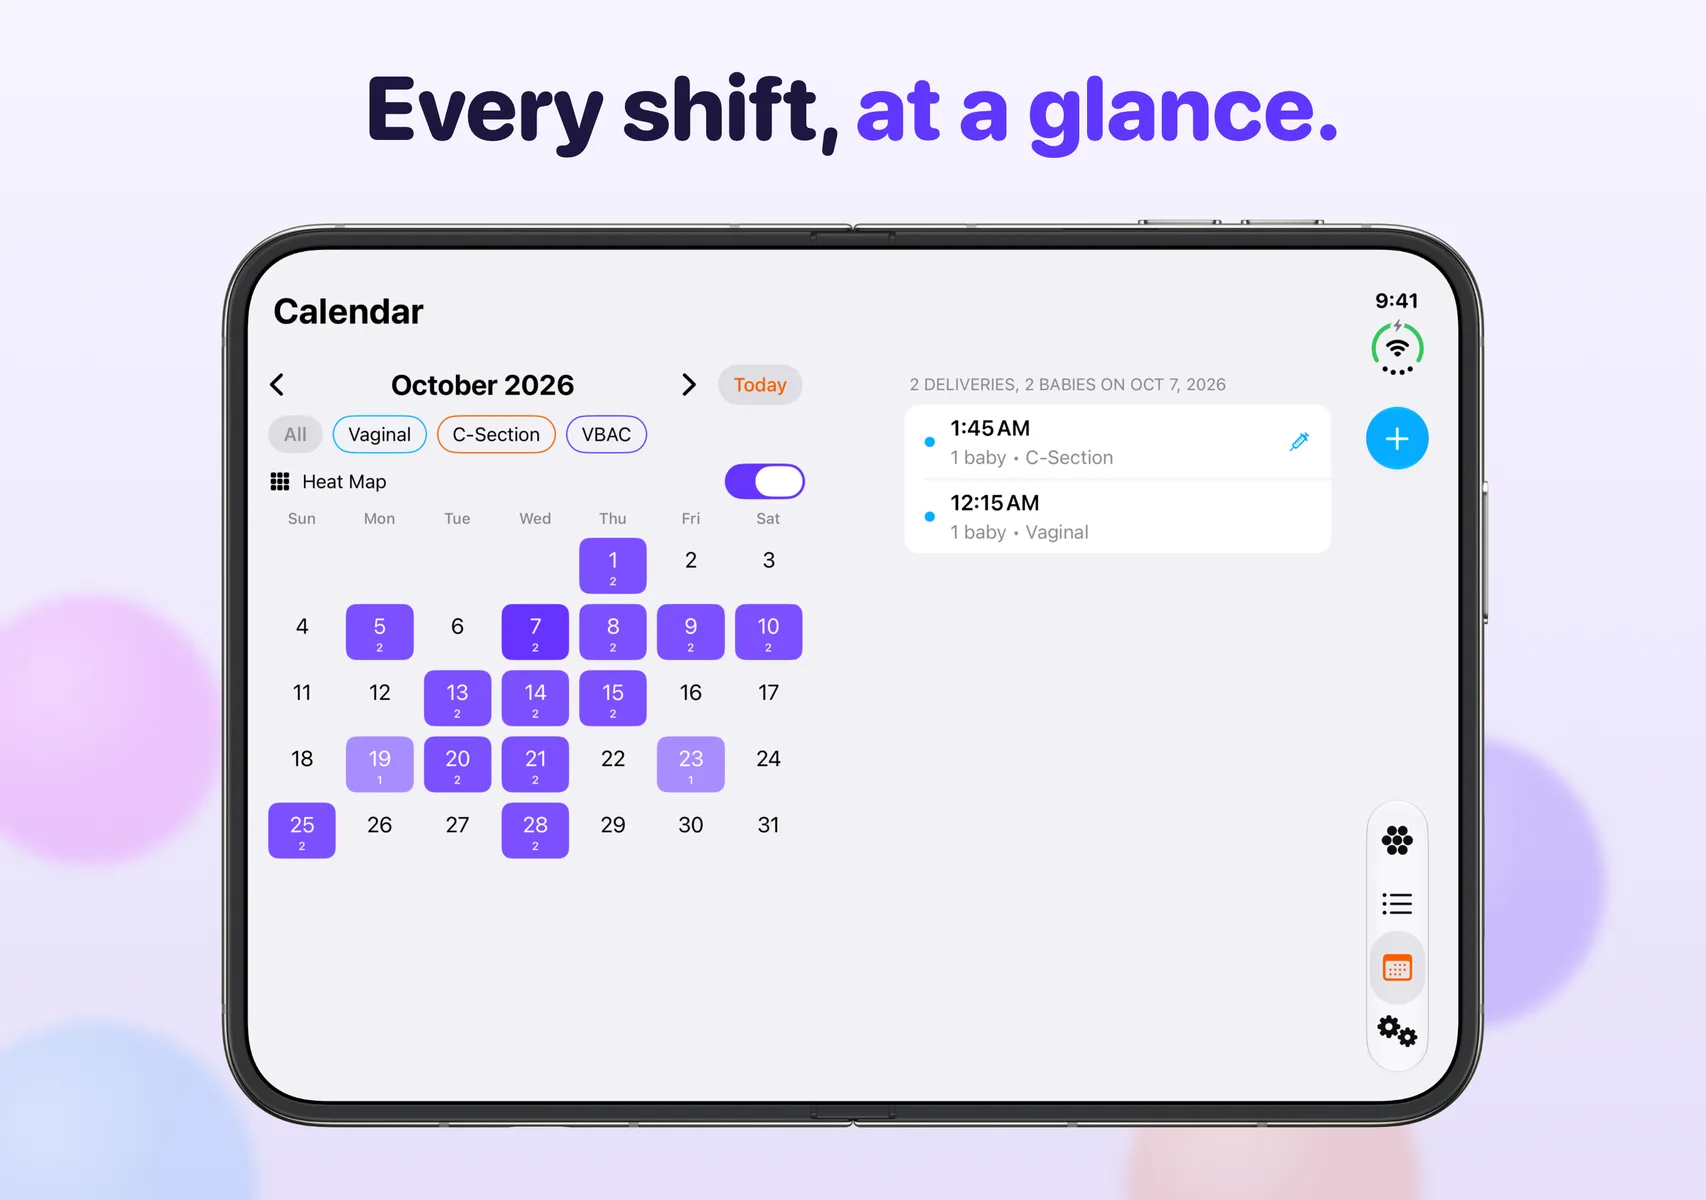 Every shift, at a glance.
Calendar
9:41
October 2026
Today
All
Vaginal
C-Section
VBAC
Heat Map
Sun Mon Tue Wed Thu Fri Sat
1 2 3
2
4 5 6 7 8 9 10
2 2 2 2 2
11 12 13 14 15 16 17
2 2 2
18 19 20 21 22 23 24
1 2 2 1
25 26 27 28 29 30 31
2 2
2 DELIVERIES, 2 BABIES ON OCT 7, 2026
1:45 AM
1 baby • C-Section
12:15 AM
1 baby • Vaginal